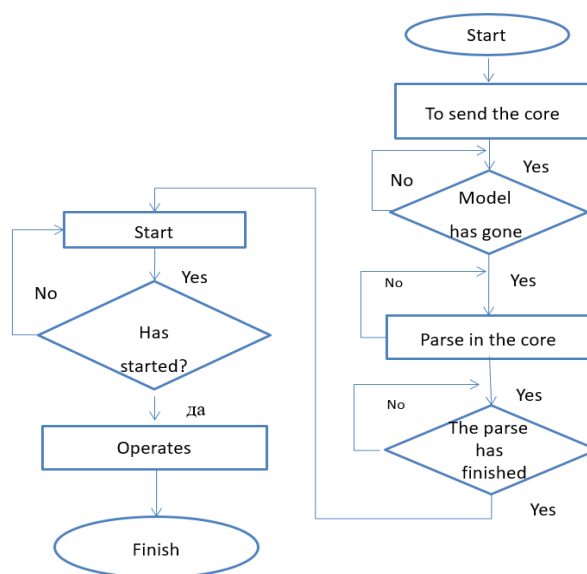 Start
To send the core
Yes
No
Model
has gone
No
Yes
Parse in the core
Yes
No
The parse
has
finished
Yes
Start
Yes
No
Has
started?
да
Operates
Finish